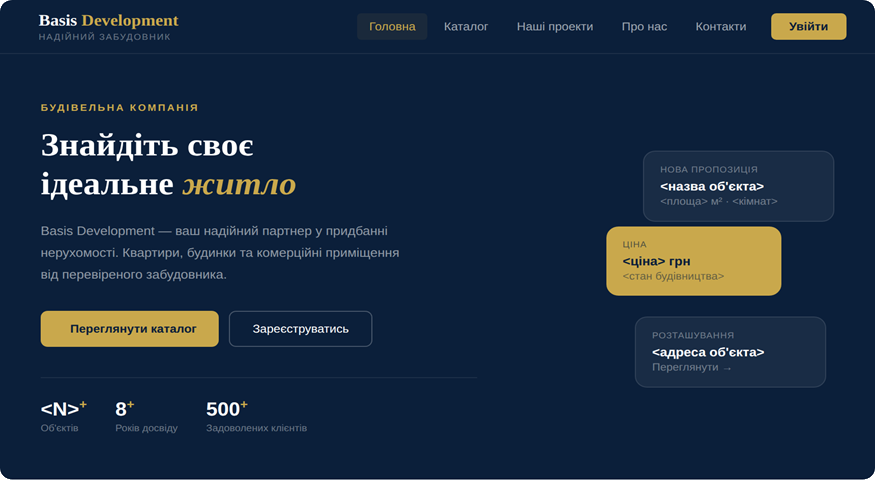 Basis Development
НАДІЙНИЙ ЗАБУДОВНИК
Головна Каталог Наші проекти Про нас Контакти Увійти
БУДІВЕЛЬНА КОМПАНІЯ
Знайдіть своє
ідеальне житло
Basis Development — ваш надійний партнер у придбанні
нерухомості. Квартири, будинки та комерційні приміщення
від перевіреного забудовника.
Переглянути каталог Зареєструватись
<N>+ 8+ 500+
Об'єктів Років досвіду Задоволених клієнтів
НОВА ПРОПОЗИЦІЯ
<назва об'єкта>
<площа> м² · <кімнат>
ЦІНА
<ціна> грн
<стан будівництва>
РОЗТАШУВАННЯ
<адреса об'єкта>
Переглянути →